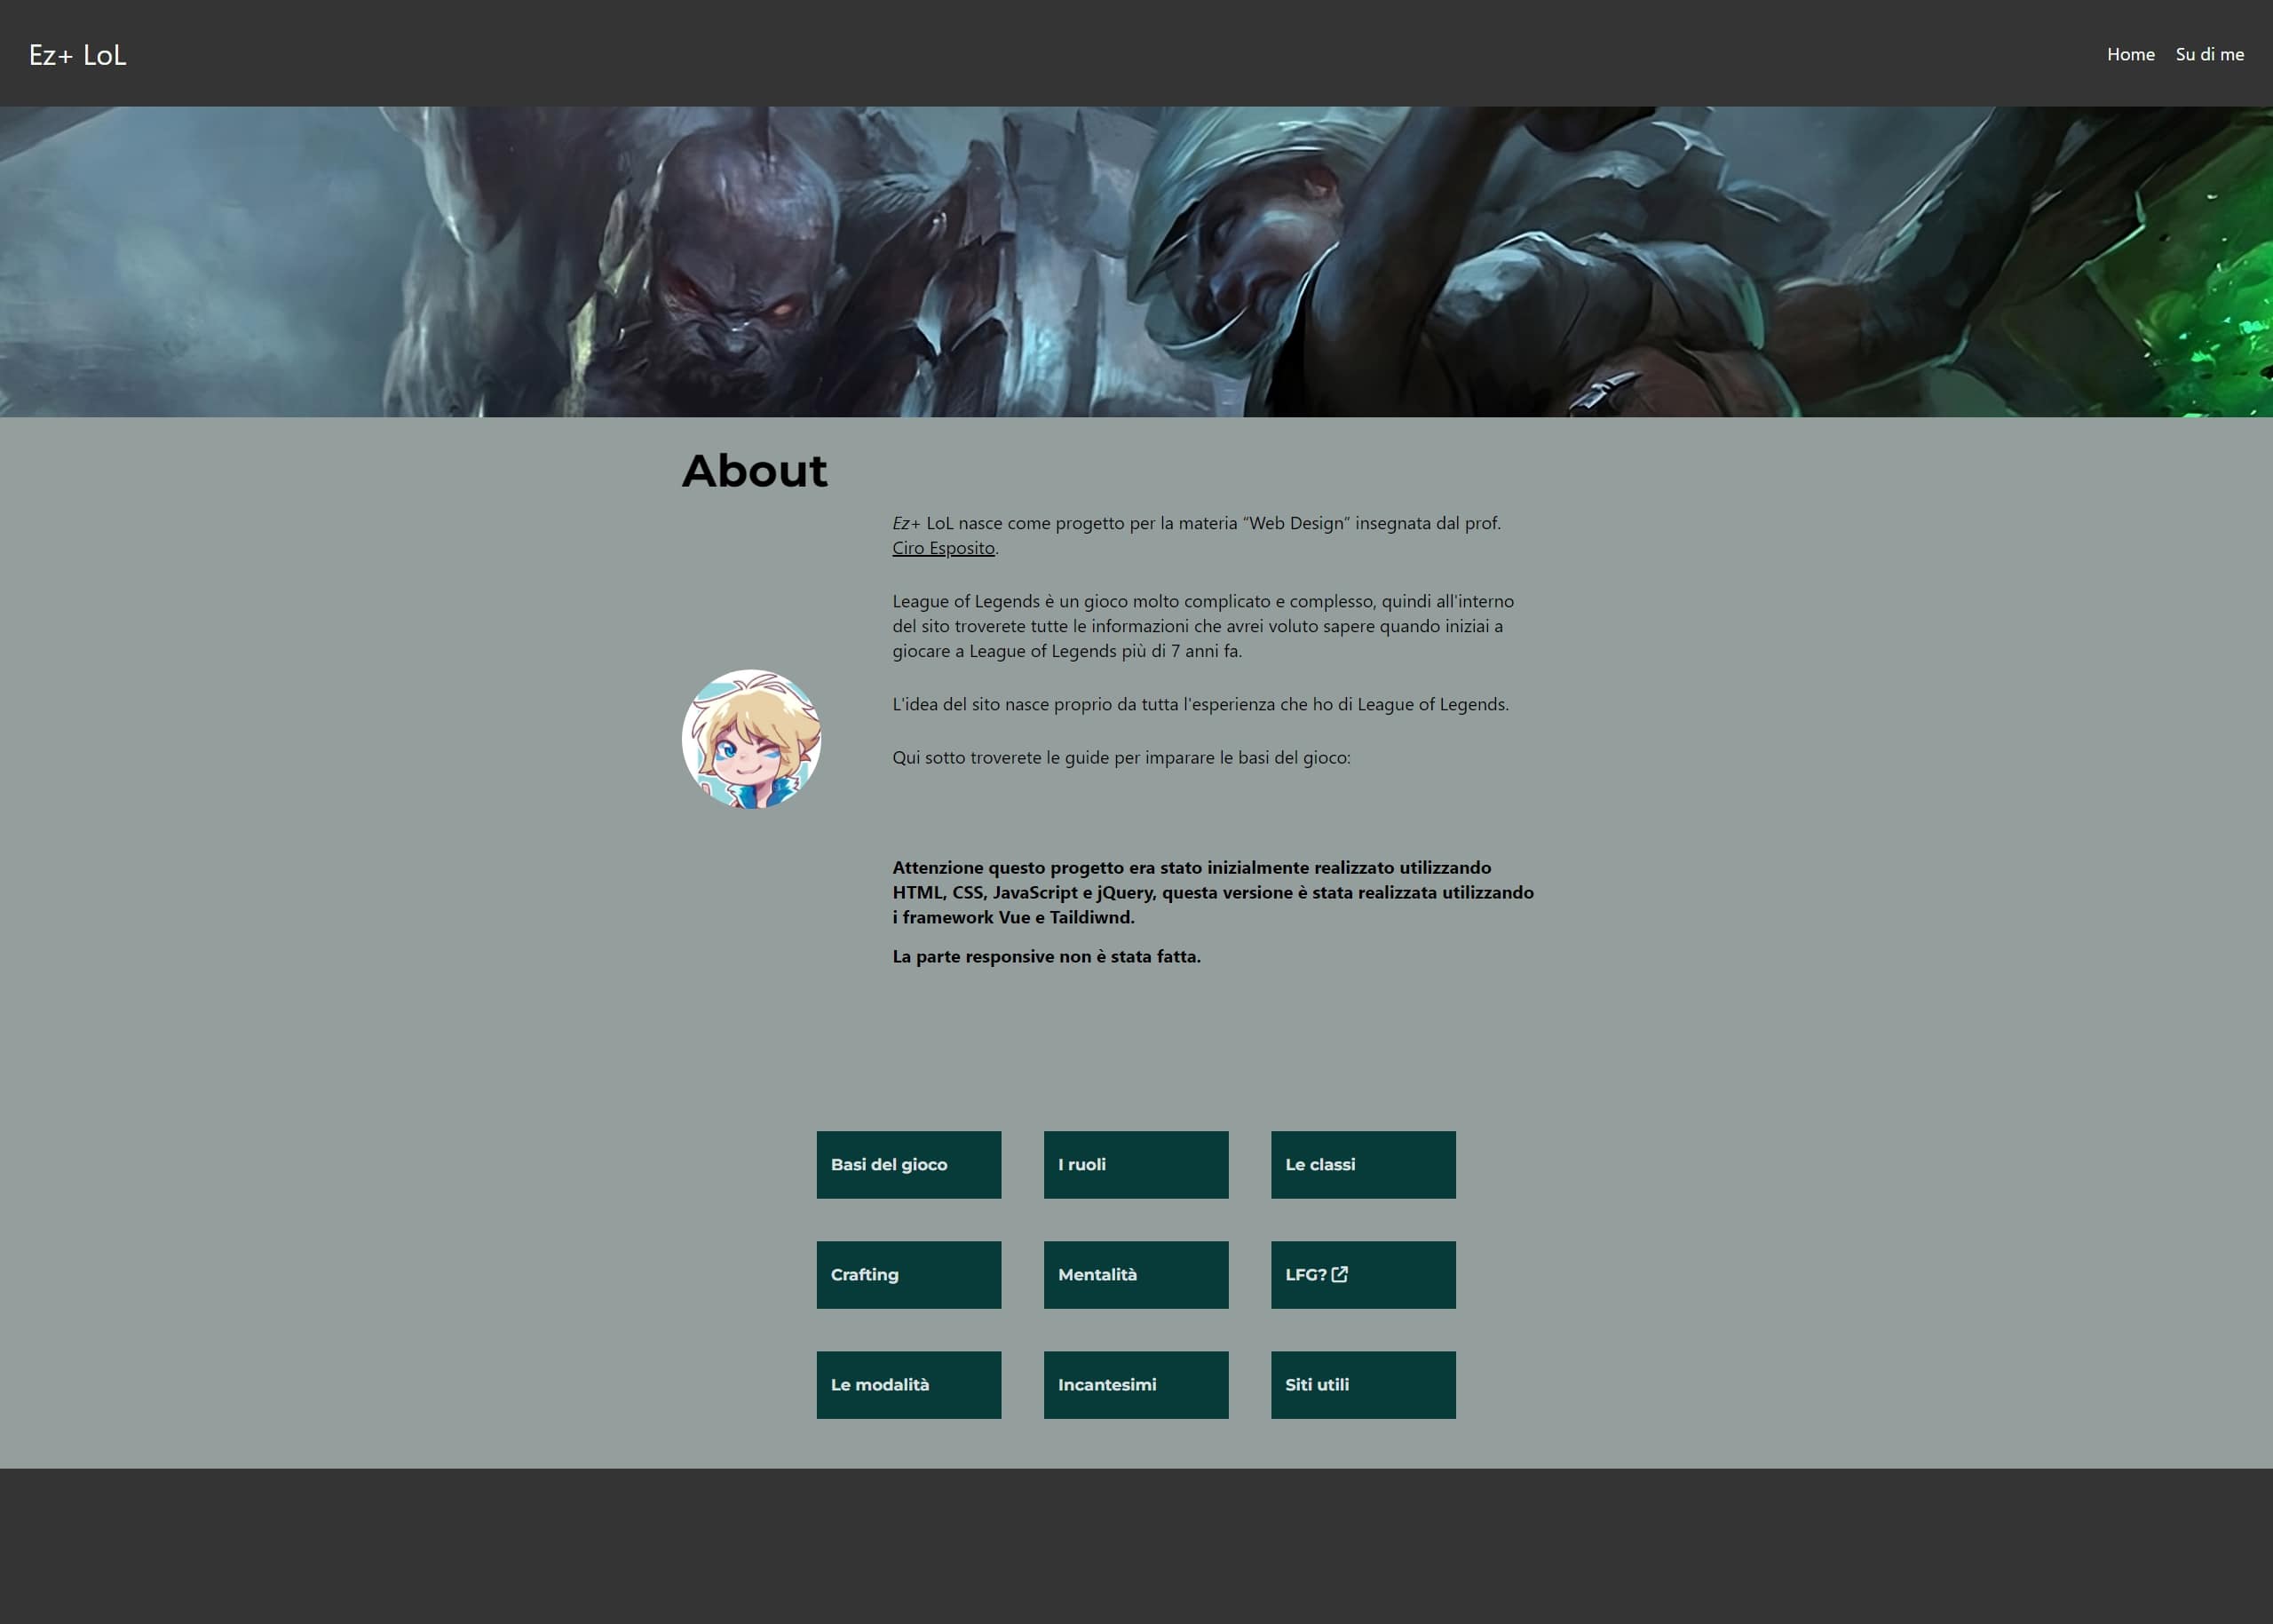 Ez+ LoL
Home
Su di me
About
Ez+ LoL nasce come progetto per la materia “Web Design” insegnata dal prof.
Ciro Esposito.
League of Legends è un gioco molto complicato e complesso, quindi all'interno
del sito troverete tutte le informazioni che avrei voluto sapere quando iniziai a
giocare a League of Legends più di 7 anni fa.
L'idea del sito nasce proprio da tutta l'esperienza che ho di League of Legends.
Qui sotto troverete le guide per imparare le basi del gioco:
Attenzione questo progetto era stato inizialmente realizzato utilizzando
HTML, CSS, JavaScript e jQuery, questa versione è stata realizzata utilizzando
i framework Vue e Taildiwnd.
La parte responsive non è stata fatta.
Basi del gioco
I ruoli
Le classi
Crafting
Mentalità
LFG?
Le modalità
Incantesimi
Siti utili